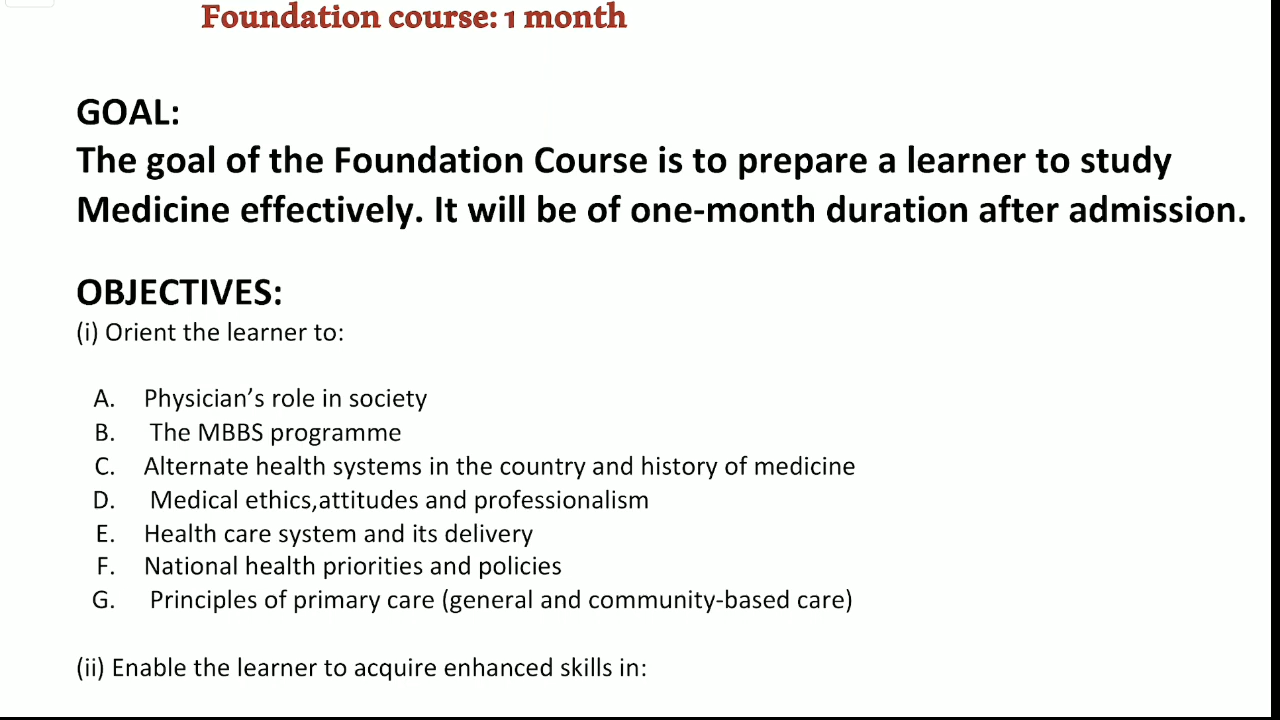 Foundation course: 1 month
GOAL:
The goal of the Foundation Course is to prepare a learner to study
Medicine effectively. It will be of one-month duration after admission.
OBJECTIVES:
(i) Orient the learner to:
A. Physician’s role in society
B. The MBBS programme
C. Alternate health systems in the country and history of medicine
D. Medical ethics,attitudes and professionalism
E. Health care system and its delivery
F. National health priorities and policies
G. Principles of primary care (general and community-based care)
(ii) Enable the learner to acquire enhanced skills in: